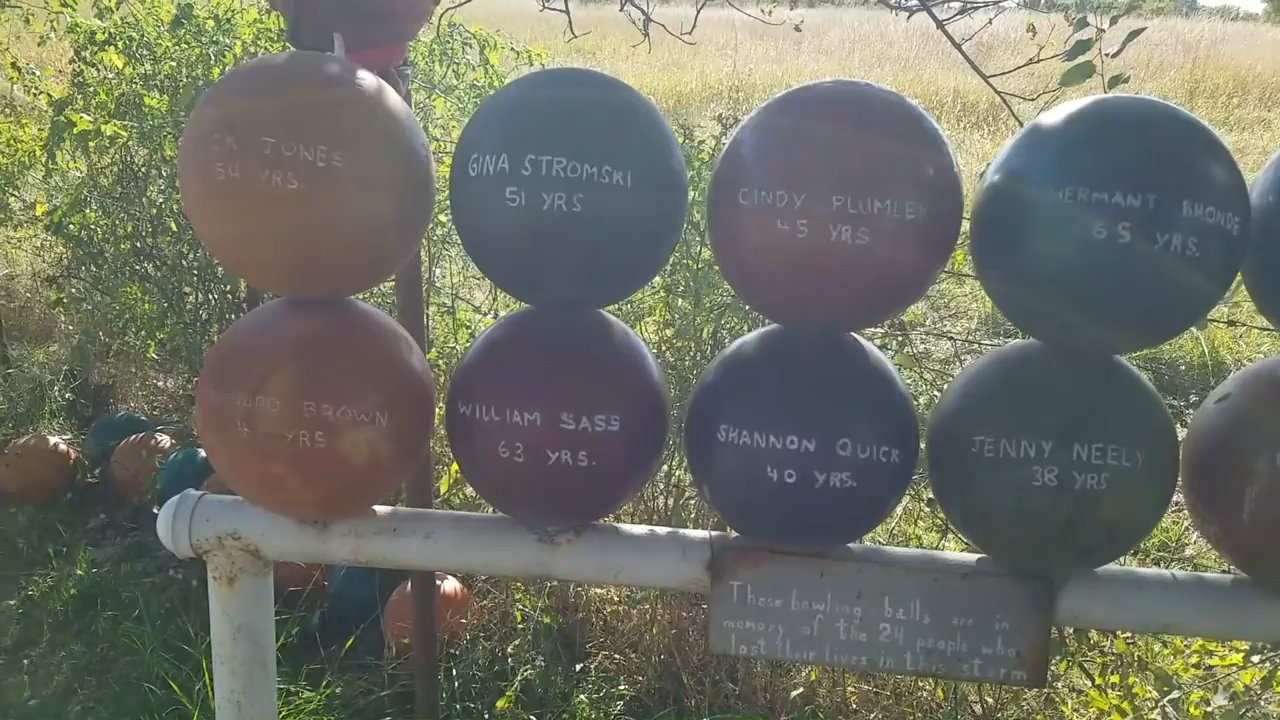 JONES
54 YRS.
GINA STROMSKI
51 YRS
CINDY PLUMLEY
45 YRS.
65 YRS.
BROWN
YRS
WILLIAM SASS
63 YRS.
SHANNON QUICK
40 YRS.
JENNY NEELY
38 YRS
These bowling balls are in
memory of the 24 people who
lost their lives in this storm